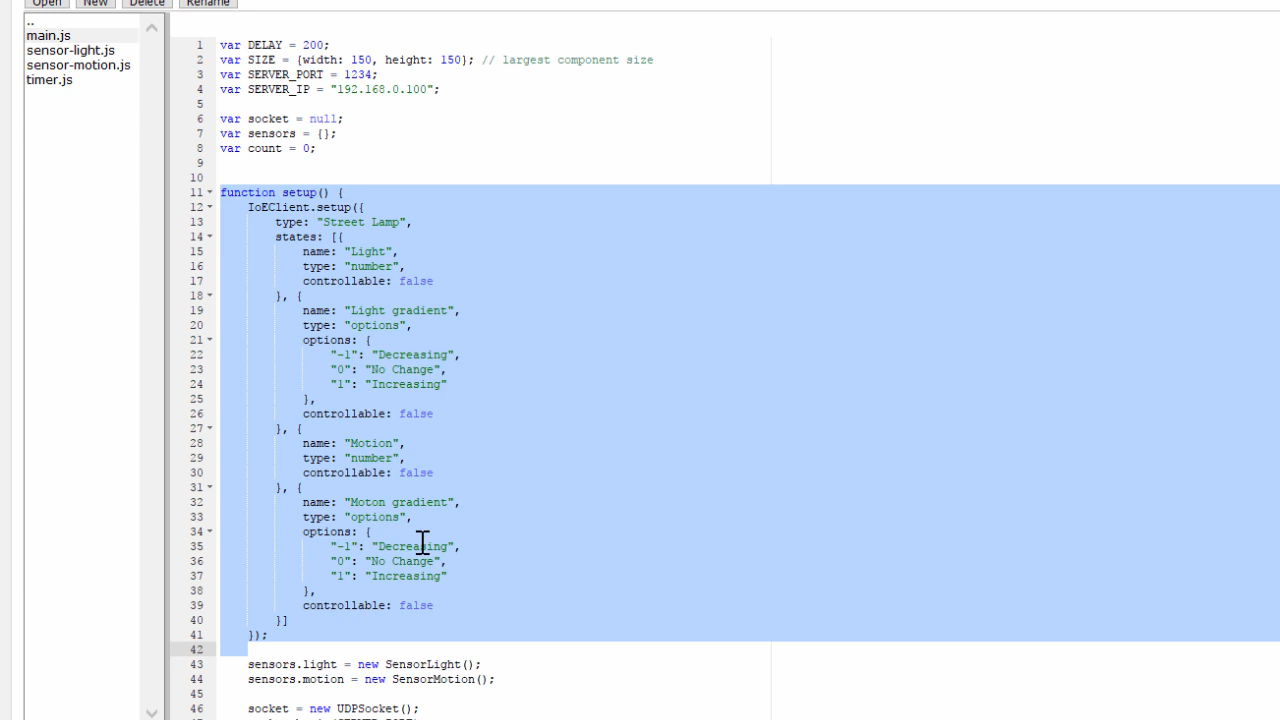 Open New Delete Rename
..
main.js
sensor-light.js
sensor-motion.js
timer.js
1 var DELAY = 200;
2 var SIZE = {width: 150, height: 150}; // largest component size
3 var SERVER_PORT = 1234;
4 var SERVER_IP = "192.168.0.100";
5
6 var socket = null;
7 var sensors = {};
8 var count = 0;
9
10
11 function setup() {
12 IoEClient.setup({
13 type: "Street Lamp",
14 states: [{
15 name: "Light",
16 type: "number",
17 controllable: false
18 }, {
19 name: "Light gradient",
20 type: "options",
21 options: {
22 "-1": "Decreasing",
23 "0": "No Change",
24 "1": "Increasing"
25 },
26 controllable: false
27 }, {
28 name: "Motion",
29 type: "number",
30 controllable: false
31 }, {
32 name: "Moton gradient",
33 type: "options",
34 options: {
35 "-1": "Decreasing",
36 "0": "No Change",
37 "1": "Increasing"
38 },
39 controllable: false
40 }]
41 });
42
43 sensors.light = new SensorLight();
44 sensors.motion = new SensorMotion();
45
46 socket = new UDPSocket();